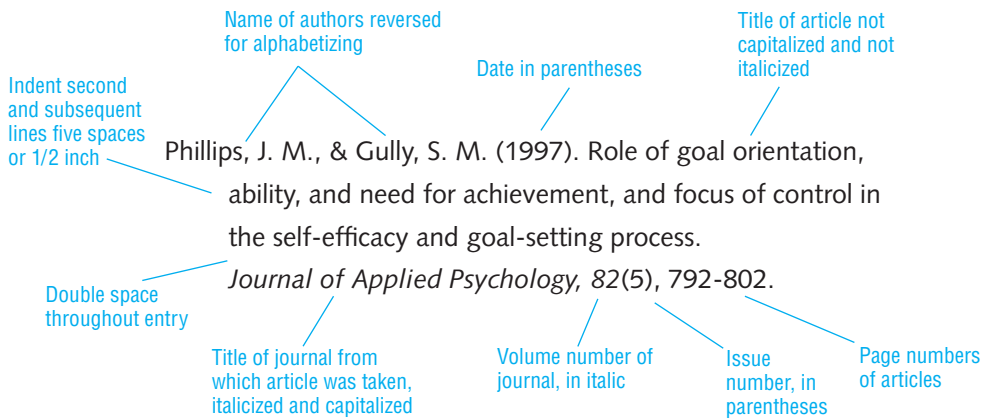 Name of authors reversed
for alphabetizing
Title of article not
capitalized and not
italicized
Date in parentheses
Indent second
and subsequent
lines five spaces
or 1/2 inch
Phillips, J. M., & Gully, S. M. (1997). Role of goal orientation,
ability, and need for achievement, and focus of control in
the self-efficacy and goal-setting process.
Journal of Applied Psychology, 82(5), 792-802.
Double space
throughout entry
Title of journal from
which article was taken,
italicized and capitalized
Volume number of
journal, in italic
Issue
number, in
parentheses
Page numbers
of articles